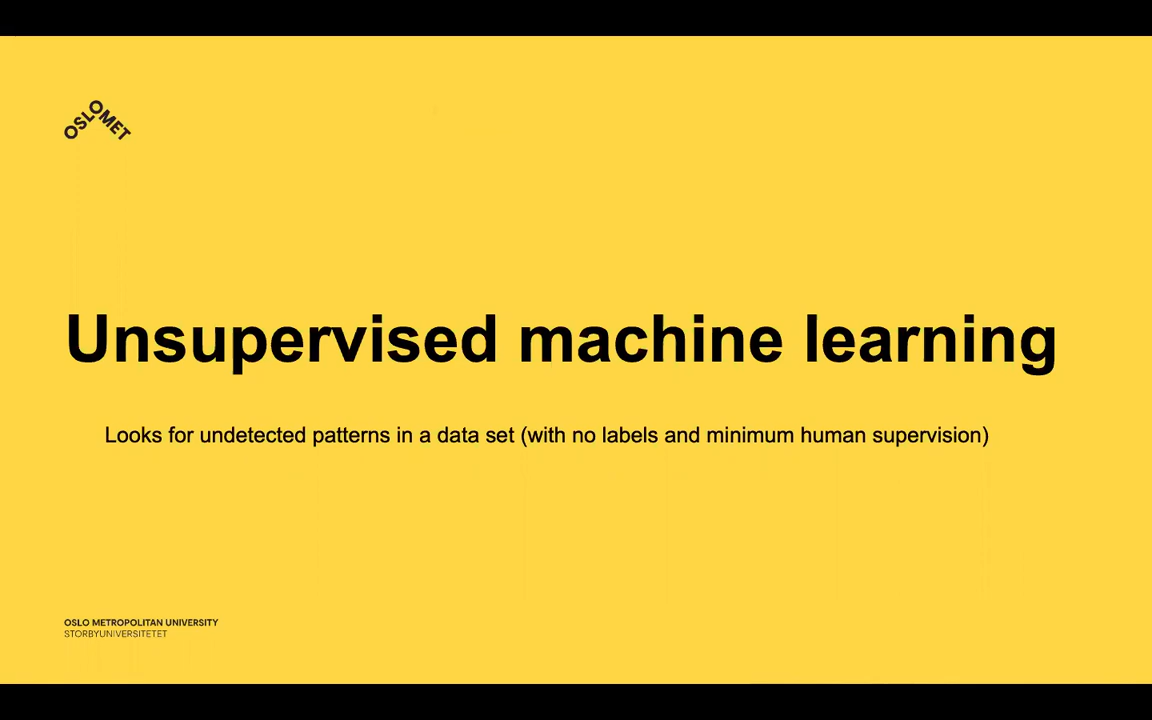 OSLOMET
Unsupervised machine learning
Looks for undetected patterns in a data set (with no labels and minimum human supervision)
OSLO METROPOLITAN UNIVERSITY
STORBYUNIVERSITETET